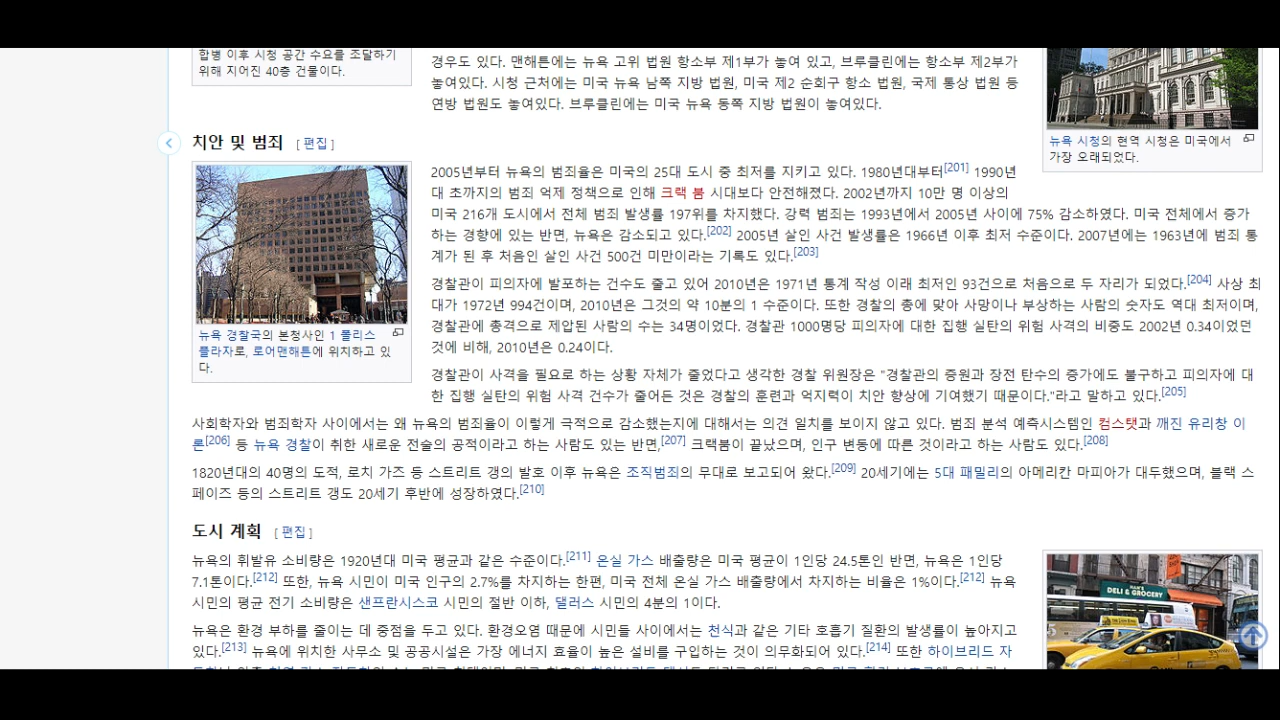 합병 이후 시청 공간 수요를 조달하기
위해 지어진 40층 건물이다.
경우도 있다. 맨해튼에는 뉴욕 고위 법원 항소부 제1부가 놓여 있고, 브루클린에는 항소부 제2부가
놓여있다. 시청 근처에는 미국 뉴욕 남쪽 지방 법원, 미국 제2 순회구 항소 법원, 국제 통상 법원 등
연방 법원도 놓여있다. 브루클린에는 미국 뉴욕 동쪽 지방 법원이 놓여있다.
뉴욕 시청의 현역 시청은 미국에서
가장 오래되었다.
치안 및 범죄 [ 편집 ]
뉴욕 경찰국의 본청사인 1 폴리스
플라자로, 로어맨해튼에 위치하고 있
다.
2005년부터 뉴욕의 범죄율은 미국의 25대 도시 중 최저를 지키고 있다. 1980년대부터[201] 1990년
대 초까지의 범죄 억제 정책으로 인해 크랙 붐 시대보다 안전해졌다. 2002년까지 10만 명 이상의
미국 216개 도시에서 전체 범죄 발생률 197위를 차지했다. 강력 범죄는 1993년에서 2005년 사이에 75% 감소하였다. 미국 전체에서 증가
하는 경향에 있는 반면, 뉴욕은 감소되고 있다.[202] 2005년 살인 사건 발생률은 1966년 이후 최저 수준이다. 2007년에는 1963년에 범죄 통
계가 된 후 처음인 살인 사건 500건 미만이라는 기록도 있다.[203]
경찰관이 피의자에 발포하는 건수도 줄고 있어 2010년은 1971년 통계 작성 이래 최저인 93건으로 처음으로 두 자리가 되었다.[204] 사상 최
대가 1972년 994건이며, 2010년은 그것의 약 10분의 1 수준이다. 또한 경찰의 총에 맞아 사망이나 부상하는 사람의 숫자도 역대 최저이며,
경찰관에 총격으로 제압된 사람의 수는 34명이었다. 경찰관 1000명당 피의자에 대한 집행 실탄의 위험 사격의 비중도 2002년 0.34이었던
것에 비해, 2010년은 0.24이다.
경찰관이 사격을 필요로 하는 상황 자체가 줄었다고 생각한 경찰 위원장은 "경찰관의 증원과 장전 탄수의 증가에도 불구하고 피의자에 대
한 집행 실탄의 위험 사격 건수가 줄어든 것은 경찰의 훈련과 억지력이 치안 향상에 기여했기 때문이다."라고 말하고 있다.[205]
사회학자와 범죄학자 사이에서는 왜 뉴욕의 범죄율이 이렇게 극적으로 감소했는지에 대해서는 의견 일치를 보이지 않고 있다. 범죄 분석 예측시스템인 컴스탯과 깨진 유리창 이
론[206] 등 뉴욕 경찰이 취한 새로운 전술의 공적이라고 하는 사람도 있는 반면,[207] 크랙붐이 끝났으며, 인구 변동에 따른 것이라고 하는 사람도 있다.[208]
1820년대의 40명의 도적, 로치 가즈 등 스트리트 갱의 발호 이후 뉴욕은 조직범죄의 무대로 보고되어 왔다.[209] 20세기에는 5대 패밀리의 아메리칸 마피아가 대두했으며, 블랙 스
페이즈 등의 스트리트 갱도 20세기 후반에 성장하였다.[210]
도시 계획 [ 편집 ]
뉴욕의 휘발유 소비량은 1920년대 미국 평균과 같은 수준이다.[211] 온실 가스 배출량은 미국 평균이 1인당 24.5톤인 반면, 뉴욕은 1인당
7.1톤이다.[212] 또한, 뉴욕 시민이 미국 인구의 2.7%를 차지하는 한편, 미국 전체 온실 가스 배출량에서 차지하는 비율은 1%이다.[212] 뉴욕
시민의 평균 전기 소비량은 샌프란시스코 시민의 절반 이하, 댈러스 시민의 4분의 1이다.
뉴욕은 환경 부하를 줄이는 데 중점을 두고 있다. 환경오염 때문에 시민들 사이에서는 천식과 같은 기타 호흡기 질환의 발생률이 높아지고
있다.[213] 뉴욕에 위치한 사무소 및 공공시설은 가장 에너지 효율이 높은 설비를 구입하는 것이 의무화되어 있다.[214] 또한 하이브리드 자
DELI & GROCERY